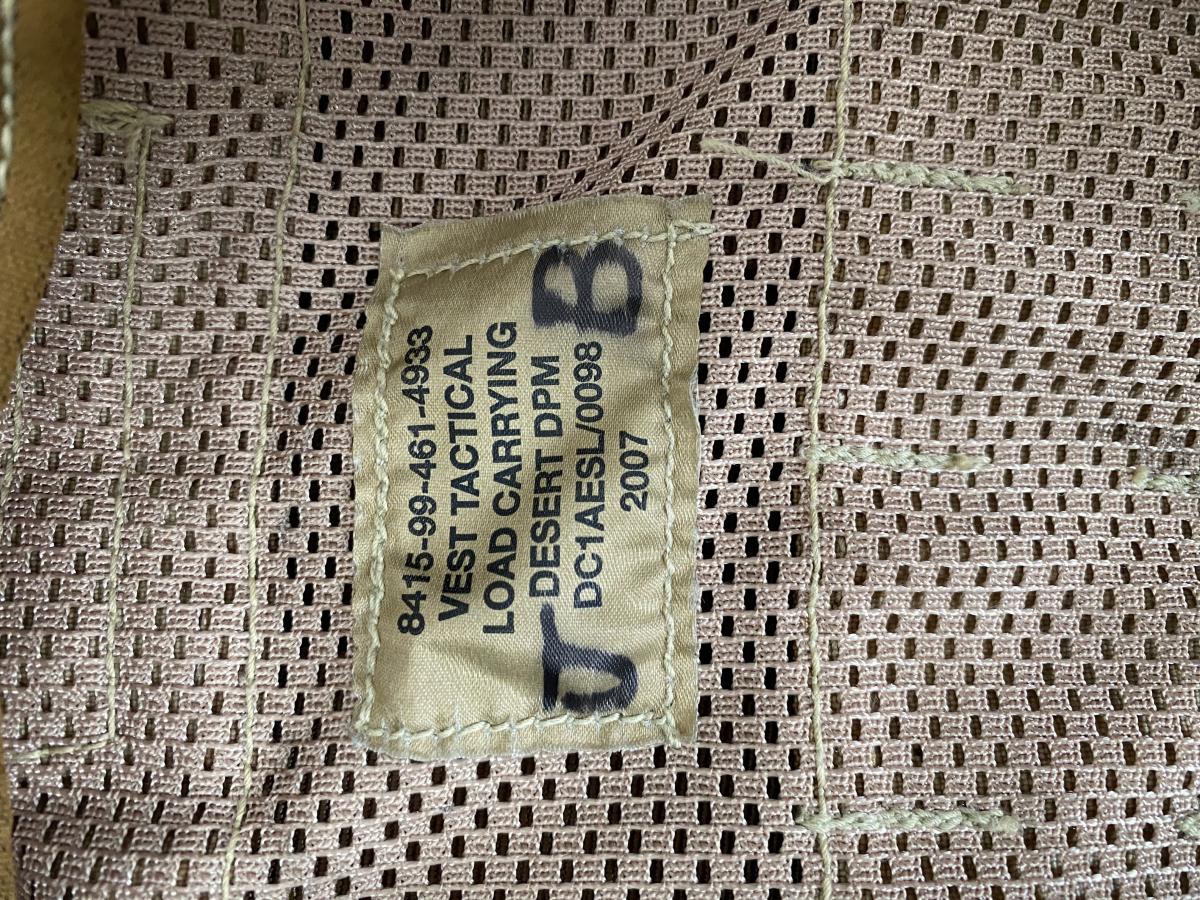 8415-99-461-4933
VEST TACTICAL
LOAD CARRYING
DESERT DPM
J B
DC1AESL/0098
2007